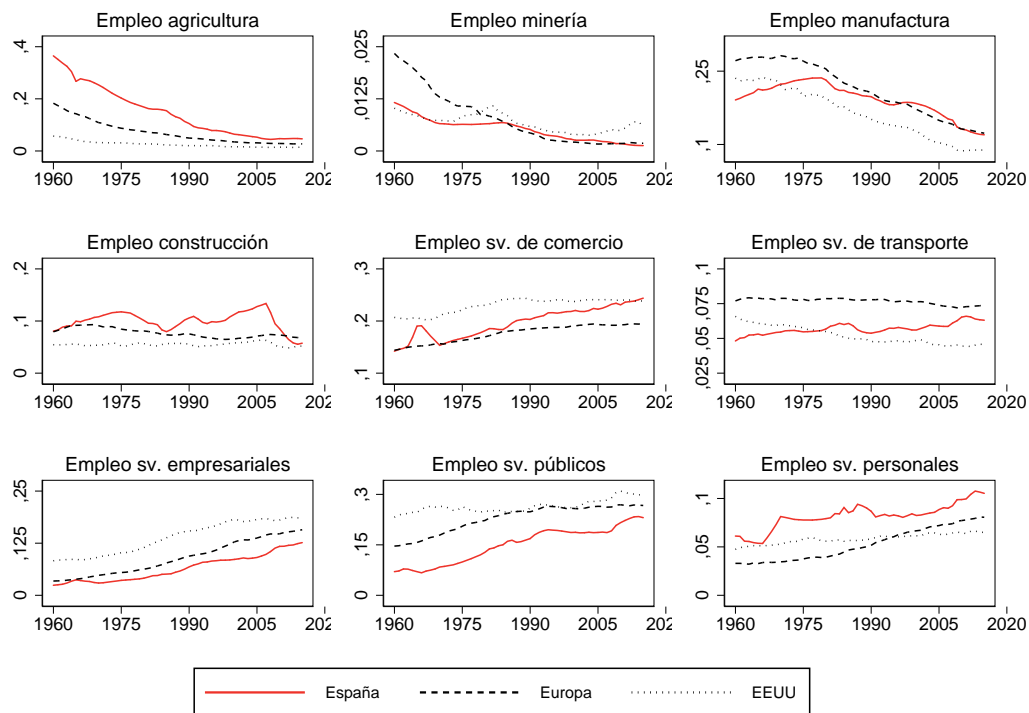 Empleo agricultura
,4
,2
0
1960 1975 1990 2005 202
Empleo minería
,025
,0125
0
1960 1975 1990 2005 202
Empleo manufactura
,25
,1
1960 1975 1990 2005 2020
Empleo construcción
,2
,1
0
1960 1975 1990 2005 202
Empleo sv. de comercio
,3
,2
,1
1960 1975 1990 2005 202
Empleo sv. de transporte
,1
,075
,05
,025
1960 1975 1990 2005 2020
Empleo sv. empresariales
,25
,125
0
1960 1975 1990 2005 202
Empleo sv. públicos
,3
,15
0
1960 1975 1990 2005 202
Empleo sv. personales
,1
,05
0
1960 1975 1990 2005 2020
España Europa EEUU